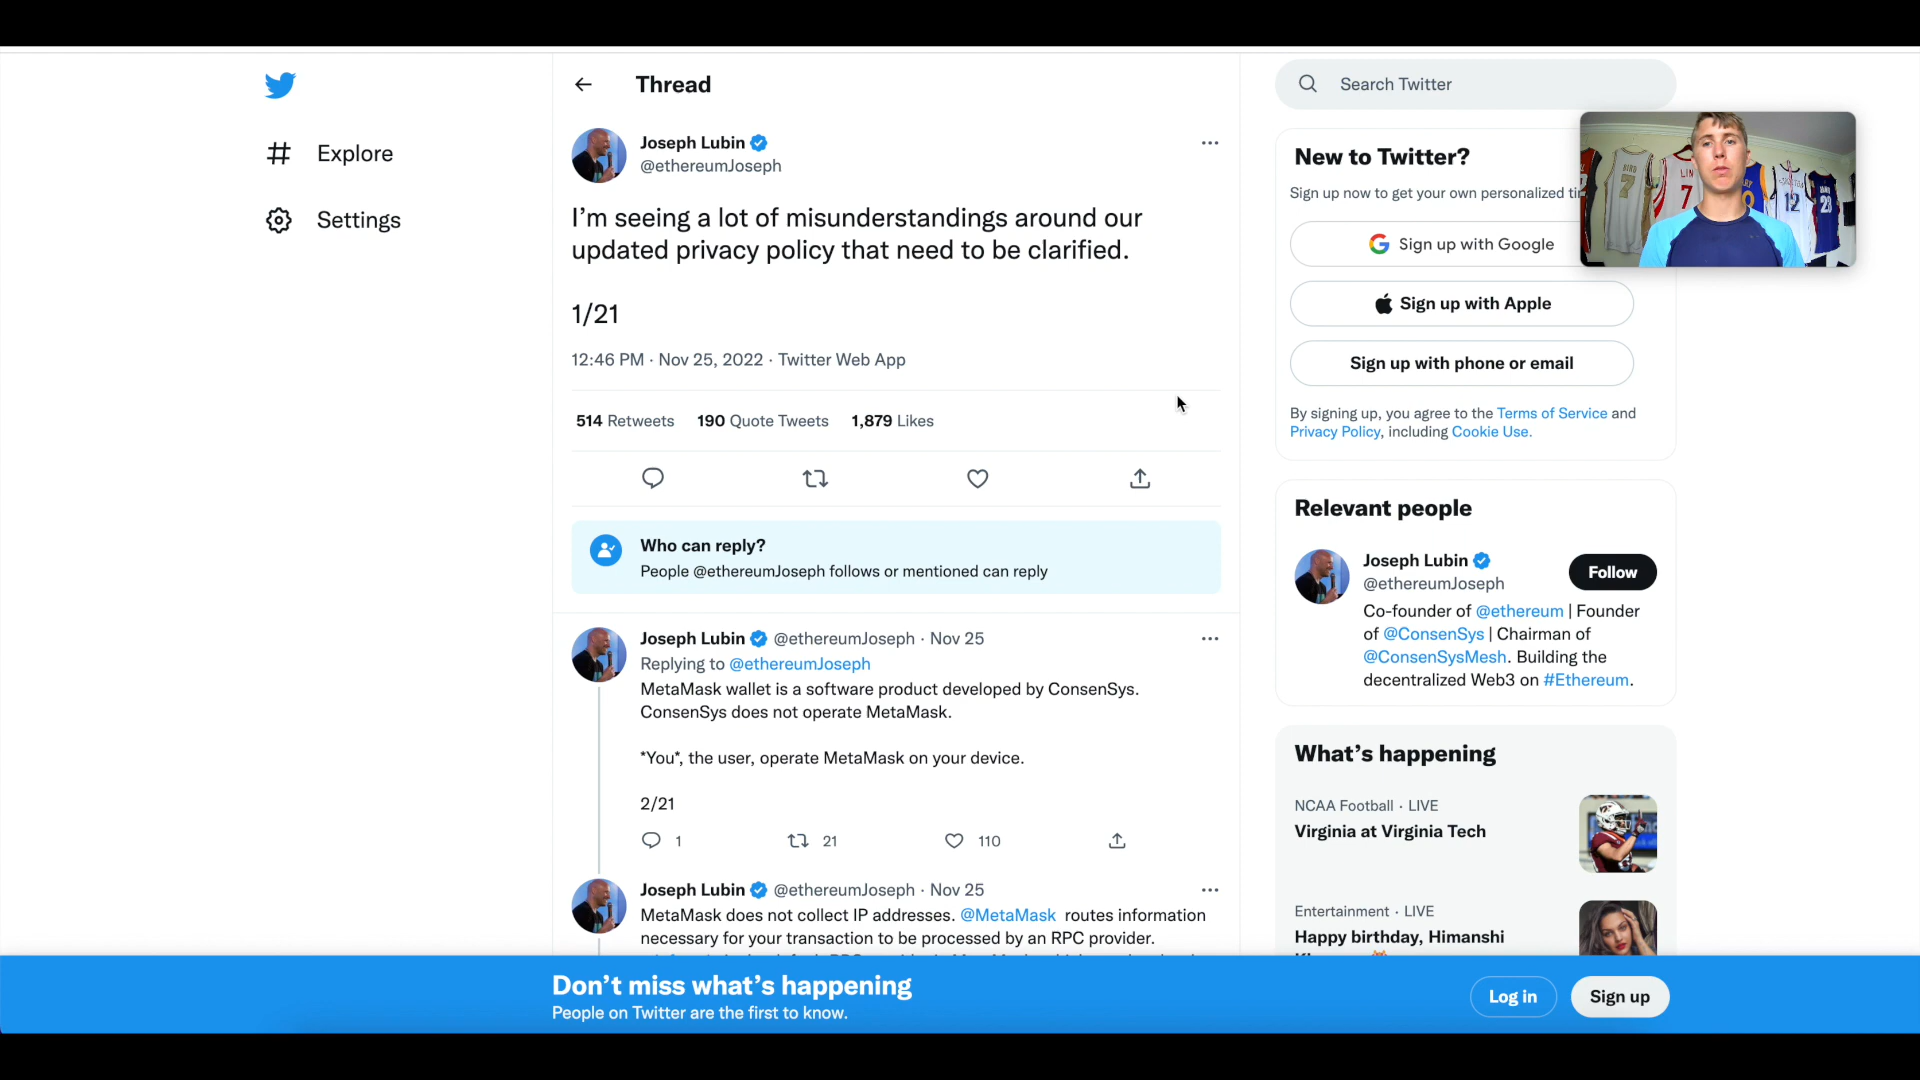 Thread
Search Twitter
Explore
Settings
Joseph Lubin
@ethereumJoseph
I'm seeing a lot of misunderstandings around our
updated privacy policy that need to be clarified.
1/21
12:46 PM · Nov 25, 2022 · Twitter Web App
514 Retweets 190 Quote Tweets 1,879 Likes
Who can reply?
People @ethereumJoseph follows or mentioned can reply
Joseph Lubin @ethereumJoseph · Nov 25
Replying to @ethereumJoseph
MetaMask wallet is a software product developed by ConsenSys.
ConsenSys does not operate MetaMask.
*You*, the user, operate MetaMask on your device.
2/21
1 21 110
Joseph Lubin @ethereumJoseph · Nov 25
MetaMask does not collect IP addresses. @MetaMask routes information
necessary for your transaction to be processed by an RPC provider.
New to Twitter?
Sign up now to get your own personalized
Sign up with Google
Sign up with Apple
Sign up with phone or email
By signing up, you agree to the Terms of Service and
Privacy Policy, including Cookie Use.
BIRD
7
LIN
7
12
23
Relevant people
Joseph Lubin
@ethereumJoseph
Follow
Co-founder of @ethereum | Founder
of @ConsenSys | Chairman of
@ConsenSysMesh. Building the
decentralized Web3 on #Ethereum.
What's happening
NCAA Football · LIVE
Virginia at Virginia Tech
Entertainment · LIVE
Happy birthday, Himanshi
Don't miss what's happening
People on Twitter are the first to know.
Log in
Sign up